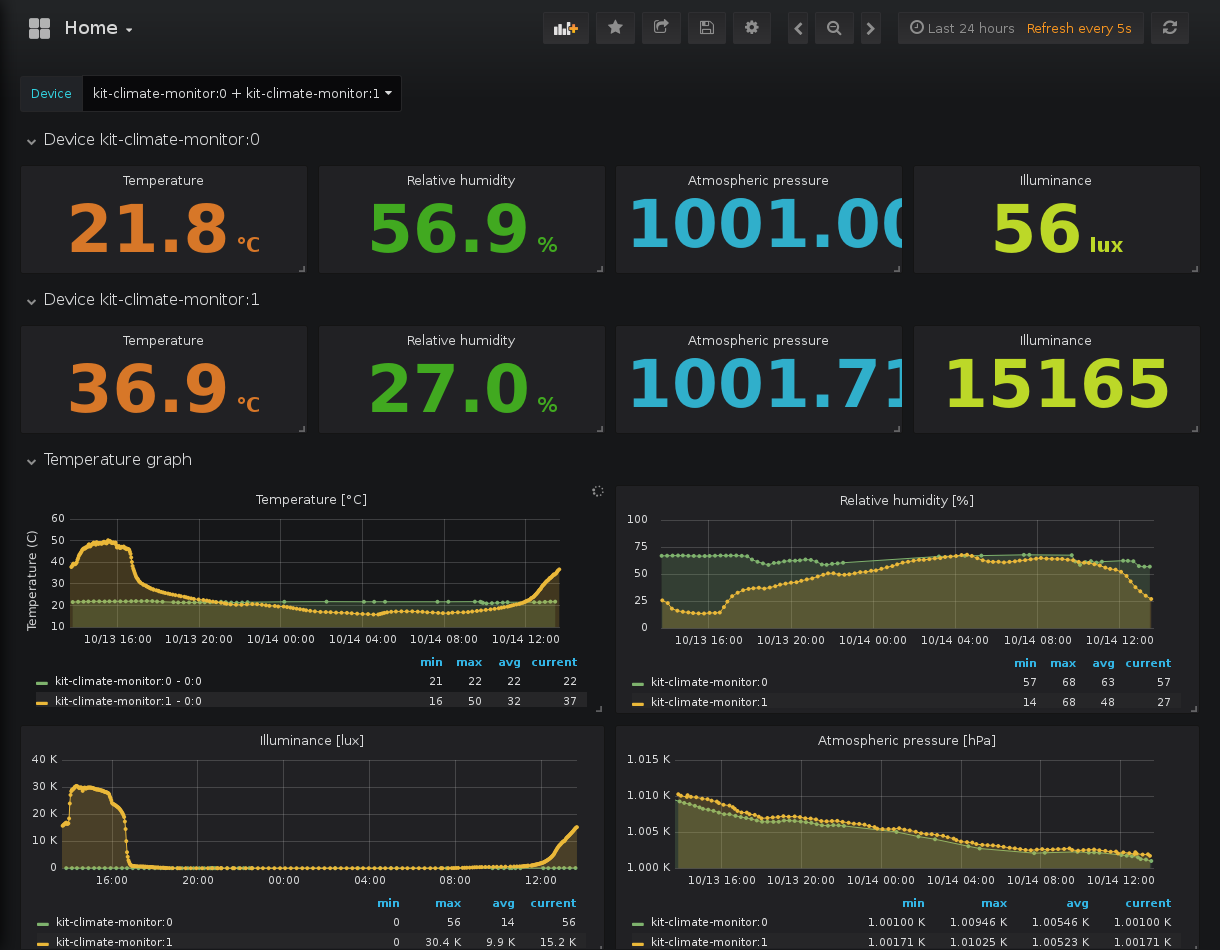 Home
Last 24 hours Refresh every 5s
Device kit-climate-monitor:0 + kit-climate-monitor:1
Device kit-climate-monitor:0
Temperature Relative humidity Atmospheric pressure Illuminance
21.8 °C 56.9 % 1001.00 56 lux
Device kit-climate-monitor:1
Temperature Relative humidity Atmospheric pressure Illuminance
36.9 °C 27.0 % 1001.71 15165
Temperature graph
Temperature [°C]
Temperature (C)
60
50
40
30
20
10
10/13 16:00 10/13 20:00 10/14 00:00 10/14 04:00 10/14 08:00 10/14 12:00
min max avg current
kit-climate-monitor:0 - 0:0 21 22 22 22
kit-climate-monitor:1 - 0:0 16 50 32 37
Relative humidity [%]
100
75
50
25
0
10/13 16:00 10/13 20:00 10/14 00:00 10/14 04:00 10/14 08:00 10/14 12:00
min max avg current
kit-climate-monitor:0 57 68 63 57
kit-climate-monitor:1 14 68 48 27
Illuminance [lux]
40 K
30 K
20 K
10 K
0
16:00 20:00 00:00 04:00 08:00 12:00
min max avg current
kit-climate-monitor:0 0 56 14 56
kit-climate-monitor:1 0 30.4 K 9.9 K 15.2 K
Atmospheric pressure [hPa]
1.015 K
1.010 K
1.005 K
1.000 K
10/13 16:00 10/13 20:00 10/14 00:00 10/14 04:00 10/14 08:00 10/14 12:00
min max avg current
kit-climate-monitor:0 1.00100 K 1.00946 K 1.00546 K 1.00100 K
kit-climate-monitor:1 1.00171 K 1.01025 K 1.00523 K 1.00171 K